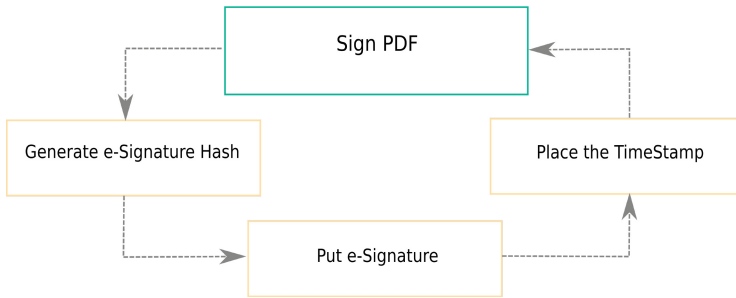 Sign PDF
Generate e-Signature Hash
Place the TimeStamp
Put e-Signature